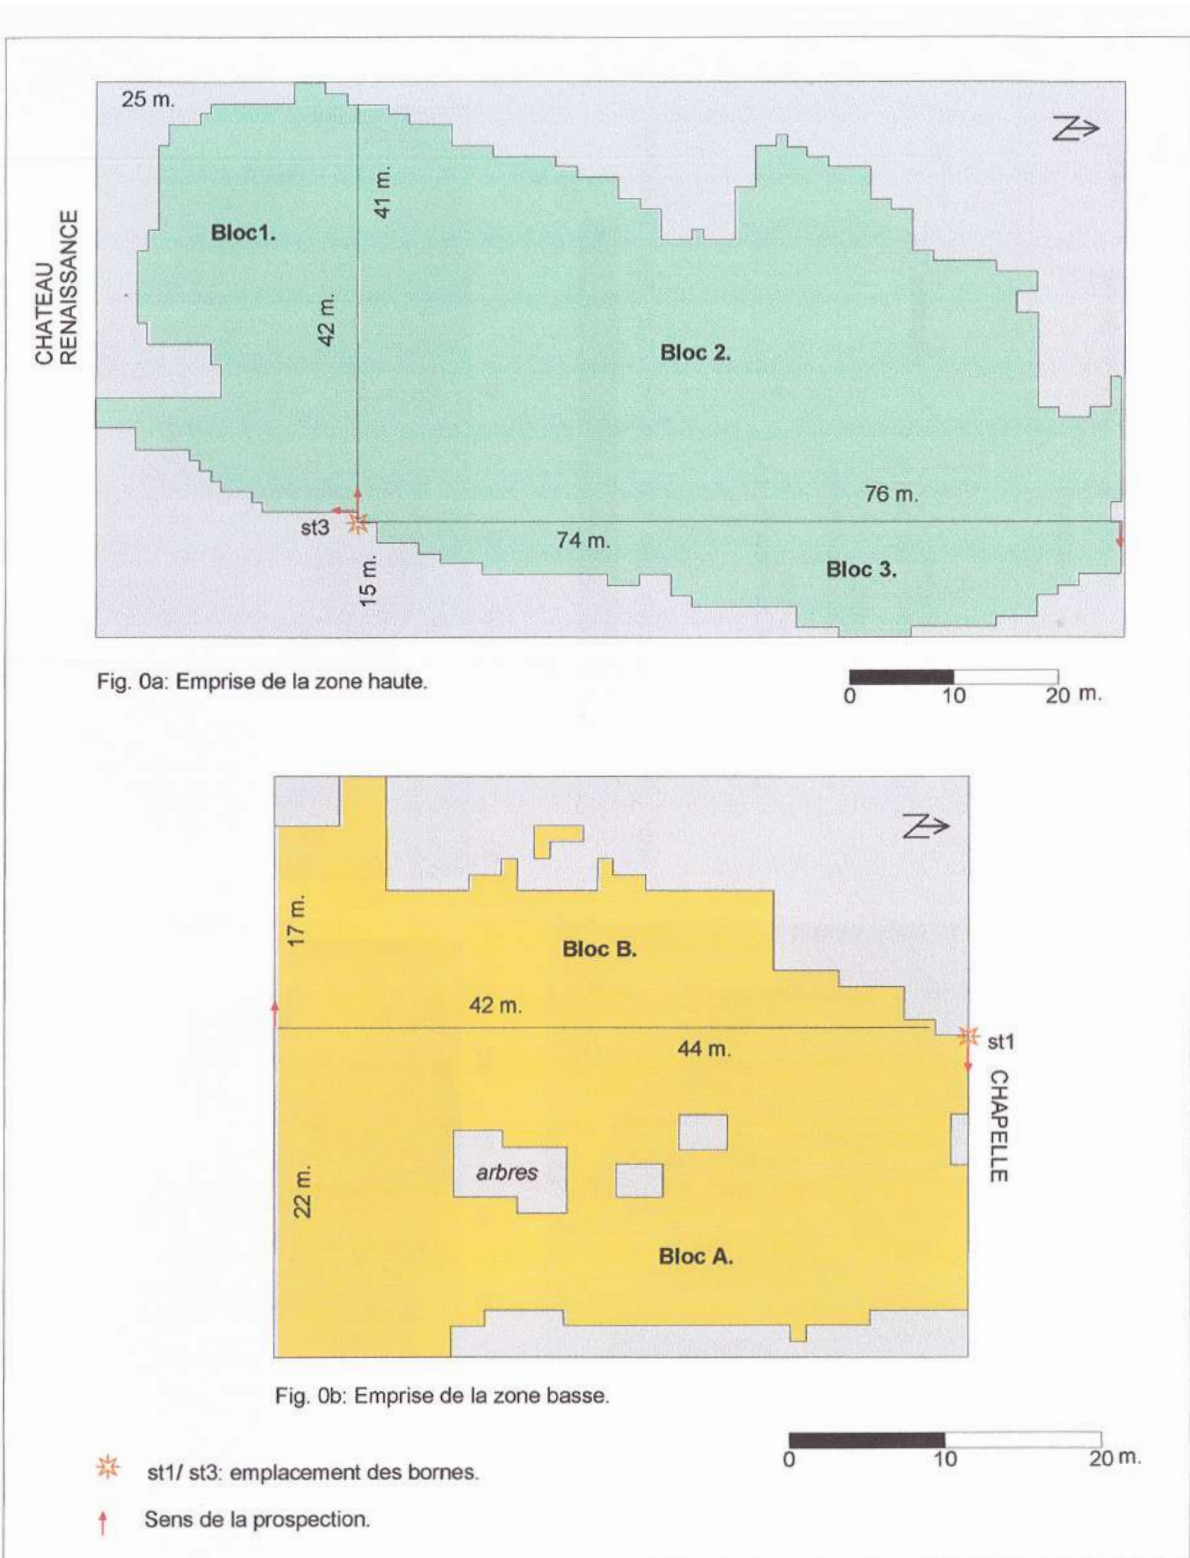 25 m.
Z
41 m.
Bloc1.
CHATEAU
RENAISSANCE
42 m.
Bloc 2.
76 m.
st3
74 m.
15 m.
Bloc 3.
Fig. 0a: Emprise de la zone haute.
0 10 20 m.
Z
17 m.
Bloc B.
42 m.
44 m.
st1
CHAPELLE
arbres
22 m.
Bloc A.
Fig. 0b: Emprise de la zone basse.
0 10 20 m.
st1/ st3: emplacement des bornes.
Sens de la prospection.